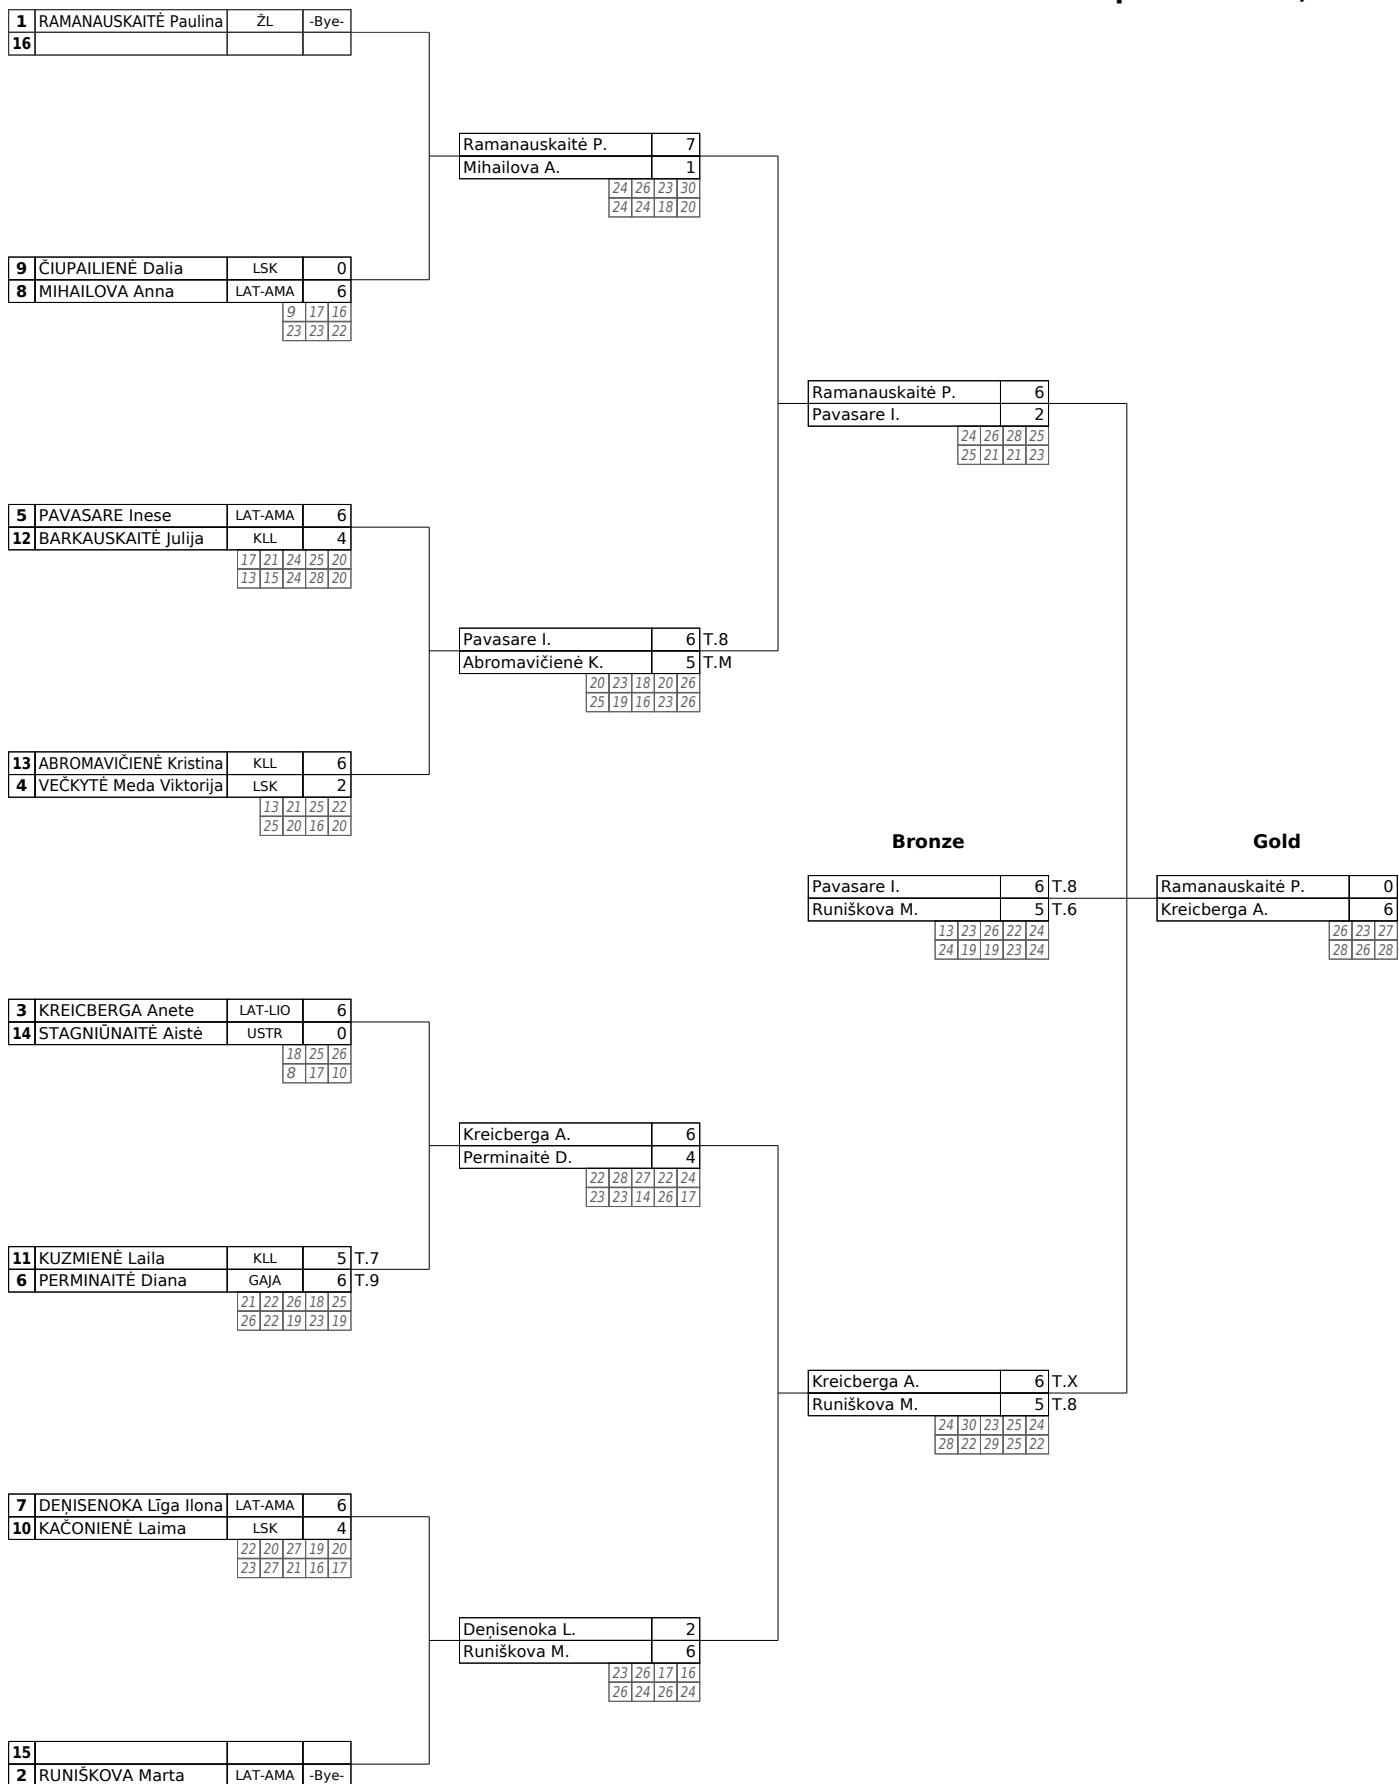 1 RAMANAUSKAITĖ Paulina ŽL -Bye-
16
Ramanauskaitė P. 7
Mihailova A. 1
24 26 23 30
24 24 18 20
9 ČIUPAILIENĖ Dalia LSK 0
8 MIHAILOVA Anna LAT-AMA 6
9 17 16
23 23 22
Ramanauskaitė P. 6
Pavasare I. 2
24 26 28 25
25 21 21 23
5 PAVASARE Inese LAT-AMA 6
12 BARKAUSKAITĖ Julija KLL 4
17 21 24 25 20
13 15 24 28 20
Pavasare I. 6 T.8
Abromavičienė K. 5 T.M
20 23 18 20 26
25 19 16 23 26
13 ABROMAVIČIENĖ Kristina KLL 6
4 VEČKYTĖ Meda Viktorija LSK 2
13 21 25 22
25 20 16 20
Bronze Gold
Pavasare I. 6 T.8 Ramanauskaitė P. 0
Runiškova M. 5 T.6 Kreicberga A. 6
13 23 26 22 24 26 23 27
24 19 19 23 24 28 26 28
3 KREICBERGA Anete LAT-LIO 6
14 STAGNIŪNAITĖ Aistė USTR 0
18 25 26
8 17 10
Kreicberga A. 6
Perminaitė D. 4
22 28 27 22 24
23 23 14 26 17
11 KUZMIENĖ Laila KLL 5 T.7
6 PERMINAITĖ Diana GAJA 6 T.9
21 22 26 18 25
26 22 19 23 19
Kreicberga A. 6 T.X
Runiškova M. 5 T.8
24 30 23 25 24
28 22 29 25 22
7 DEŅISENOKA Līga Ilona LAT-AMA 6
10 KAČONIENĖ Laima LSK 4
22 20 27 19 20
23 27 21 16 17
Deņisenoka L. 2
Runiškova M. 6
23 26 17 16
26 24 26 24
15
2 RUNIŠKOVA Marta LAT-AMA -Bye-